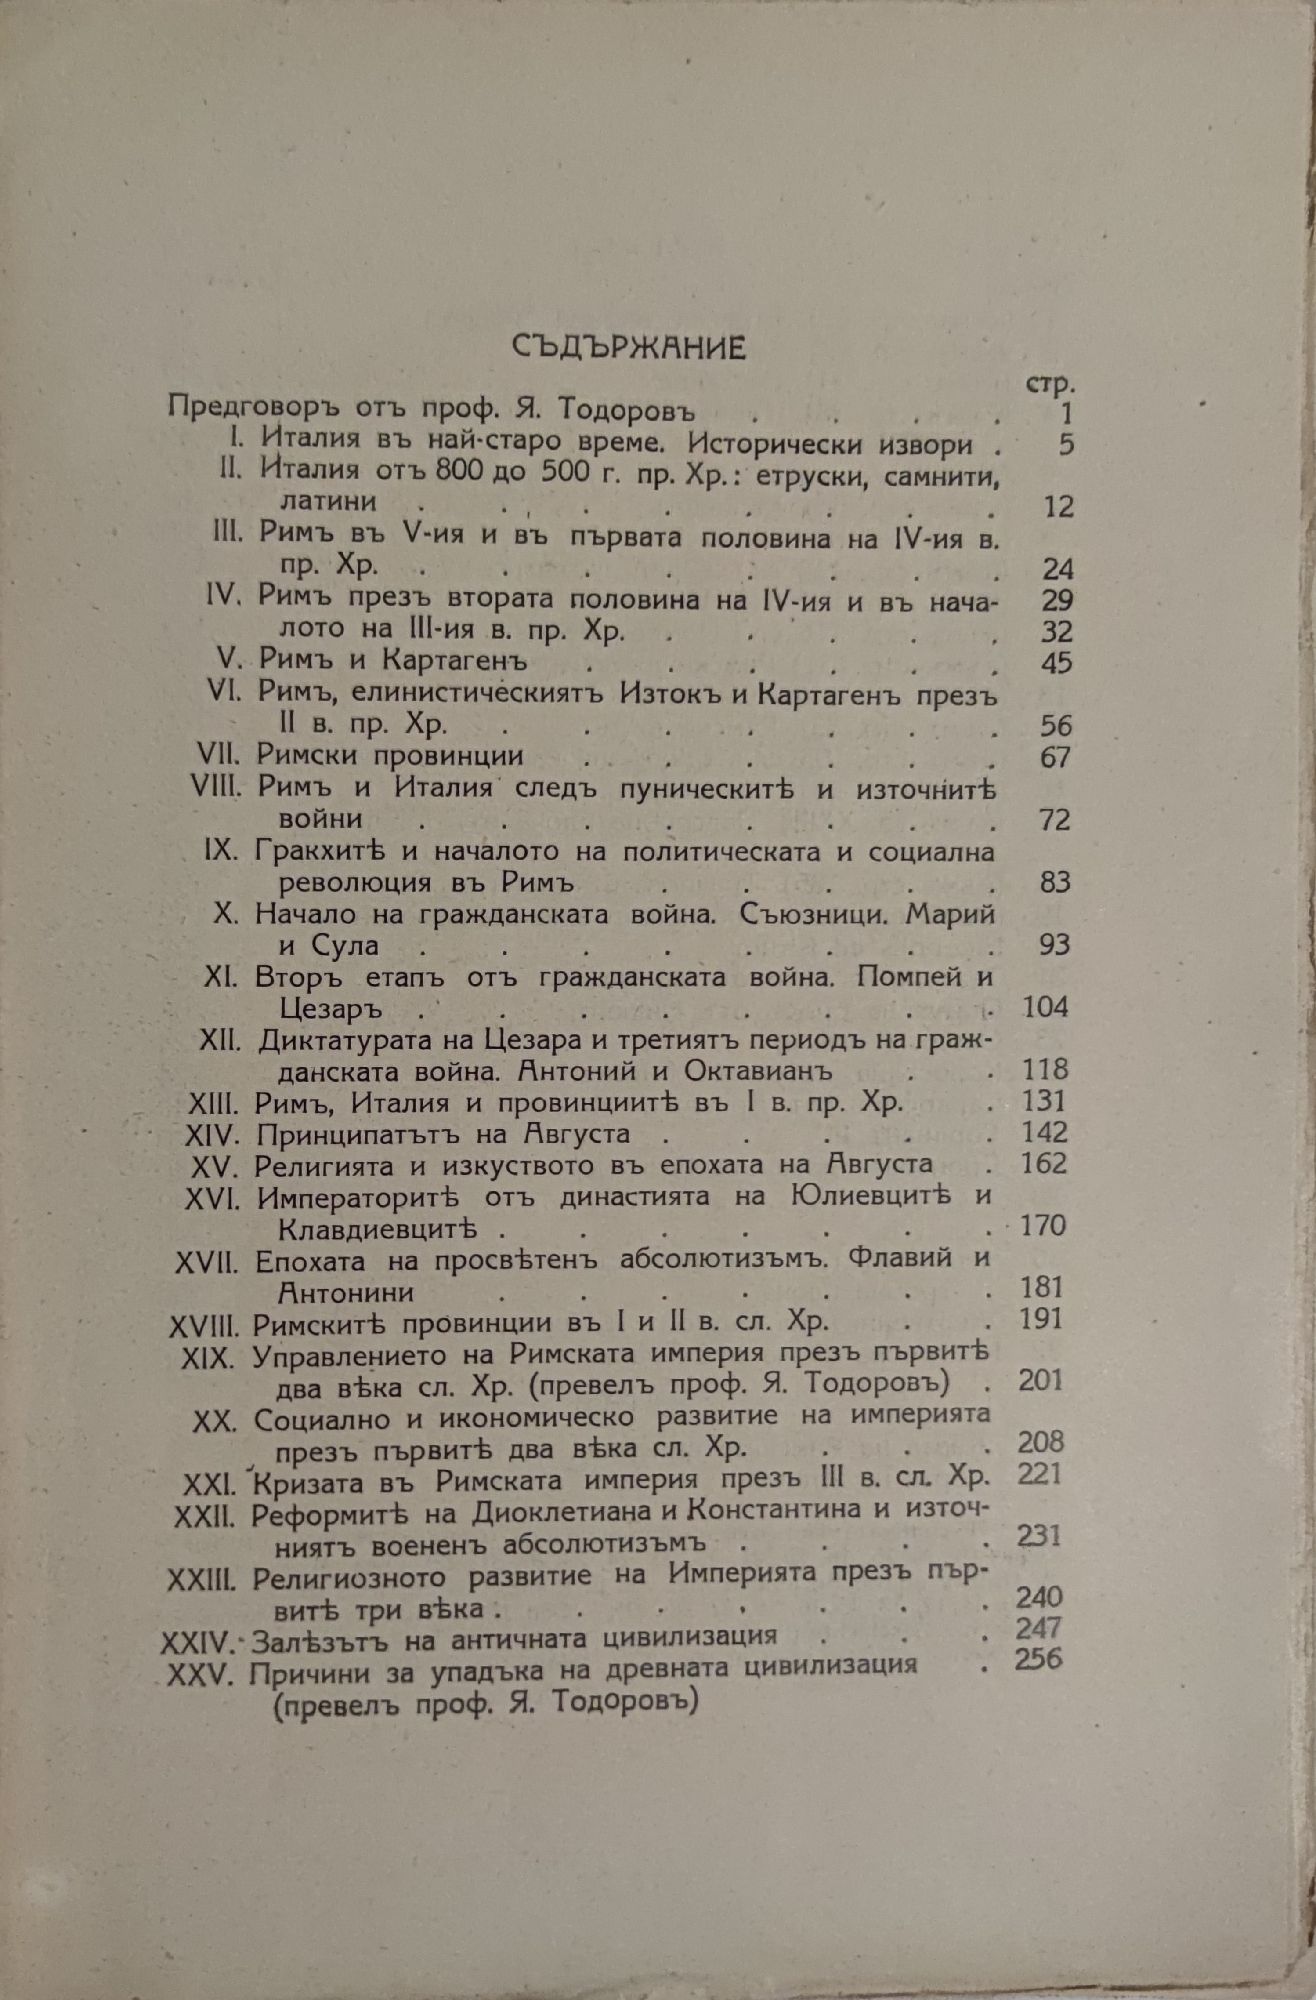 СЪДЪРЖАНИЕ
стр.
Предговоръ отъ проф. Я. Тодоровъ . . . . 1
I. Италия въ най-старо време. Исторически извори . 5
II. Италия отъ 800 до 500 г. пр. Хр.: етруски, самнити,
латини . . . . . . . . 12
III. Римъ въ V-ия и въ първата половина на IV-ия в.
пр. Хр. . . . . . . . . 24
IV. Римъ презъ втората половина на IV-ия и въ нача- 29
лото на III-ия в. пр. Хр. . . . . . 32
V. Римъ и Картагенъ . . . . . . 45
VI. Римъ, елинистическиятъ Изтокъ и Картагенъ презъ
II в. пр. Хр. . . . . . . . 56
VII. Римски провинции . . . . . . 67
VIII. Римъ и Италия следъ пуническитѣ и източнитѣ
войни . . . . . . . . 72
IX. Гракхитѣ и началото на политическата и социална
революция въ Римъ . . . . . 83
X. Начало на гражданската война. Съюзници. Марий
и Сула . . . . . . . . 93
XI. Вторъ етапъ отъ гражданската война. Помпей и
Цезаръ . . . . . . . . 104
XII. Диктатурата на Цезара и третиятъ периодъ на граж-
данската война. Антоний и Октавианъ . . 118
XIII. Римъ, Италия и провинциитѣ въ I в. пр. Хр. . 131
XIV. Принципатътъ на Августа . . . . . 142
XV. Религията и изкуството въ епохата на Августа . 162
XVI. Императоритѣ отъ династията на Юлиевцитѣ и
Клавдиевцитѣ . . . . . . . 170
XVII. Епохата на просвѣтенъ абсолютизъмъ. Флавий и
Антонини . . . . . . . 181
XVIII. Римскитѣ провинции въ I и II в. сл. Хр. . . 191
XIX. Управлението на Римската империя презъ първитѣ
два вѣка сл. Хр. (превелъ проф. Я. Тодоровъ) . 201
XX. Социално и икономическо развитие на империята
презъ първитѣ два вѣка сл. Хр. . . . 208
XXI. Кризата въ Римската империя презъ III в. сл. Хр. 221
XXII. Реформитѣ на Диоклетиана и Константина и източ-
ниятъ воененъ абсолютизъмъ . . . . 231
XXIII. Религиозното развитие на Империята презъ пър-
витѣ три вѣка . . . . . . . 240
XXIV. Залѣзътъ на античната цивилизация . . . 247
XXV. Причини за упадъка на древната цивилизация . 256
(превелъ проф. Я. Тодоровъ)